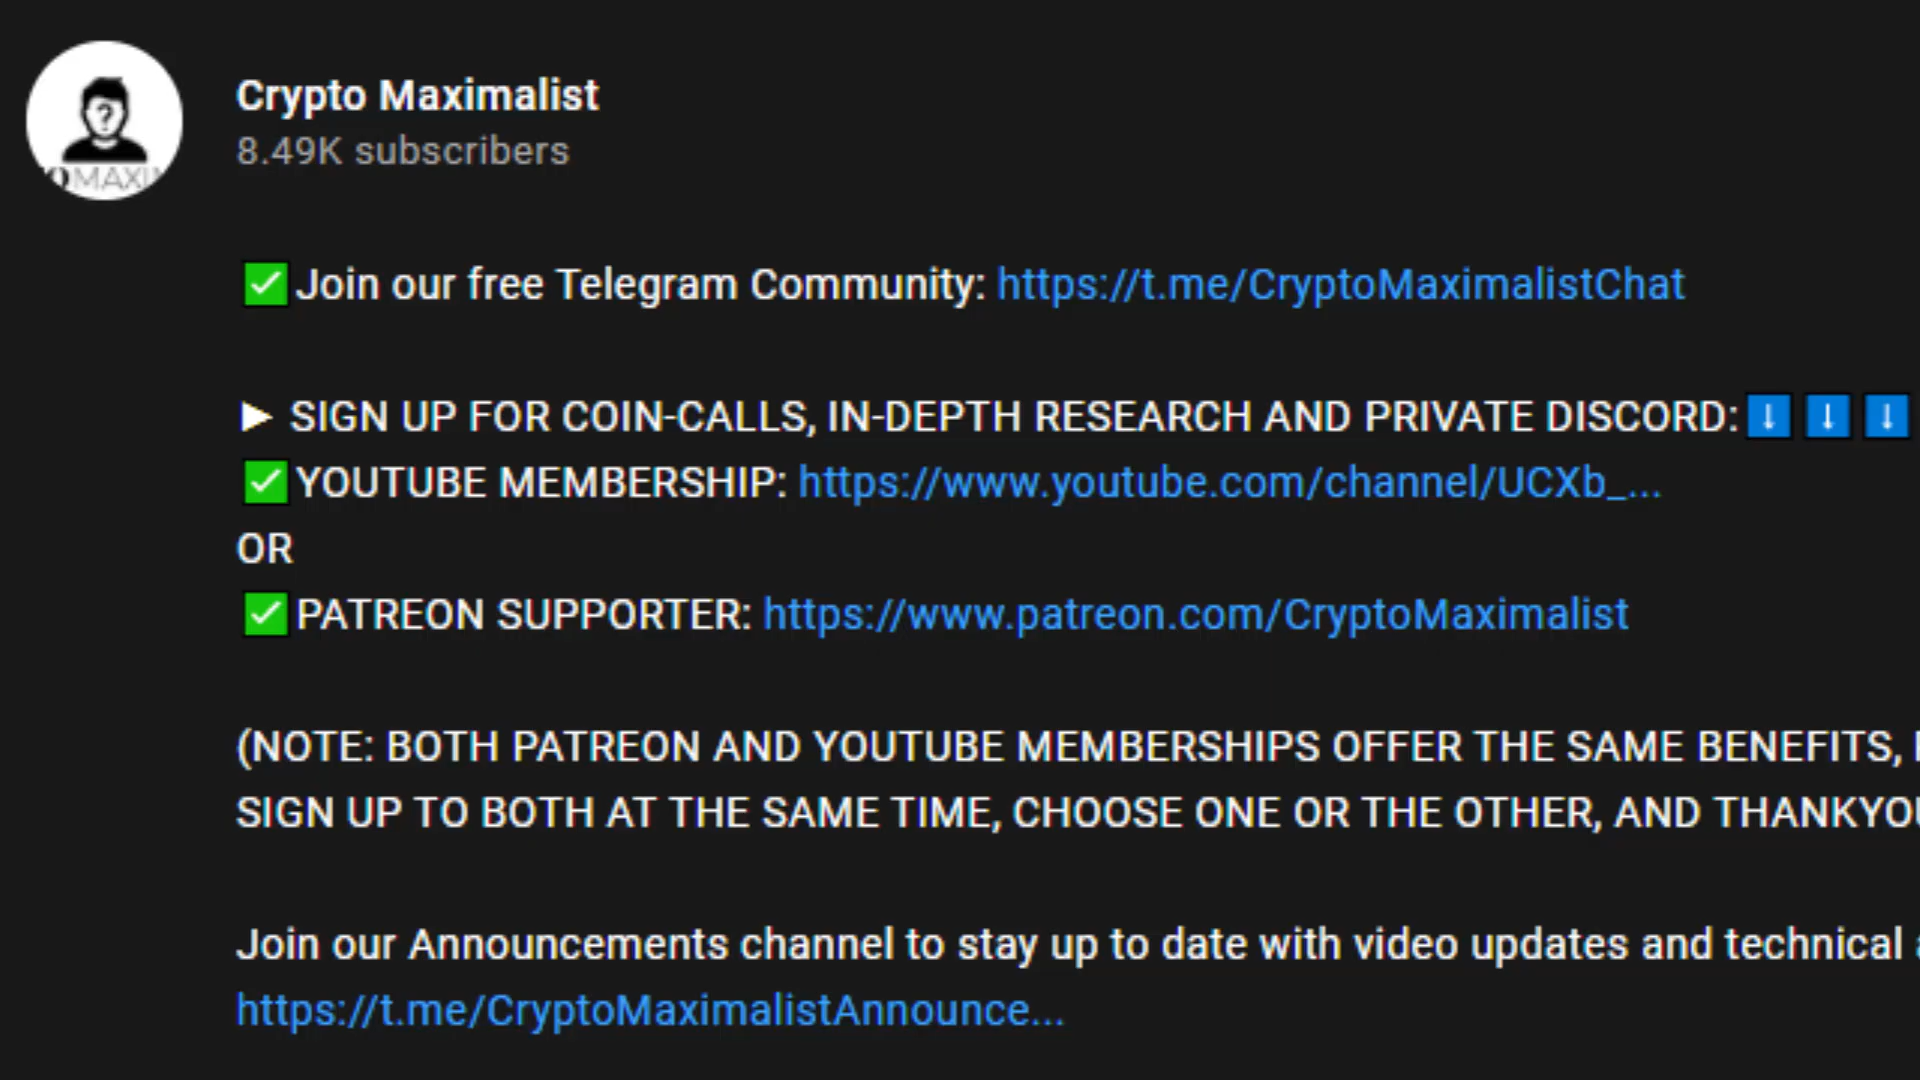 Crypto Maximalist
8.49K subscribers
?
OMAXI
✅Join our free Telegram Community: https://t.me/CryptoMaximalistChat
► SIGN UP FOR COIN-CALLS, IN-DEPTH RESEARCH AND PRIVATE DISCORD:⬇⬇⬇
✅YOUTUBE MEMBERSHIP: https://www.youtube.com/channel/UCXb_...
OR
✅PATREON SUPPORTER: https://www.patreon.com/CryptoMaximalist
(NOTE: BOTH PATREON AND YOUTUBE MEMBERSHIPS OFFER THE SAME BENEFITS,
SIGN UP TO BOTH AT THE SAME TIME, CHOOSE ONE OR THE OTHER, AND THANKYOU
Join our Announcements channel to stay up to date with video updates and technical
https://t.me/CryptoMaximalistAnnounce...